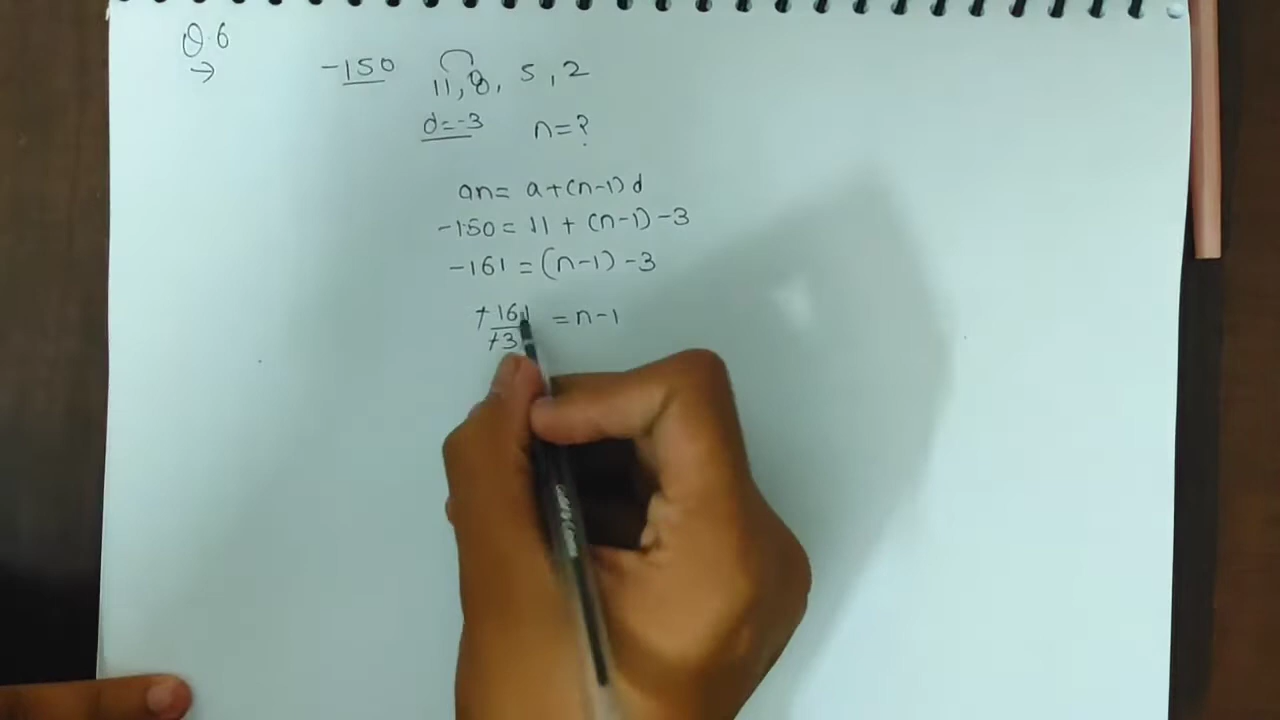 Q.6
→ -150 11, 8, 5, 2
d=-3 n=?
an= a+(n-1)d
-150= 11 + (n-1) -3
-161 = (n-1) -3
+161/+3 = n-1